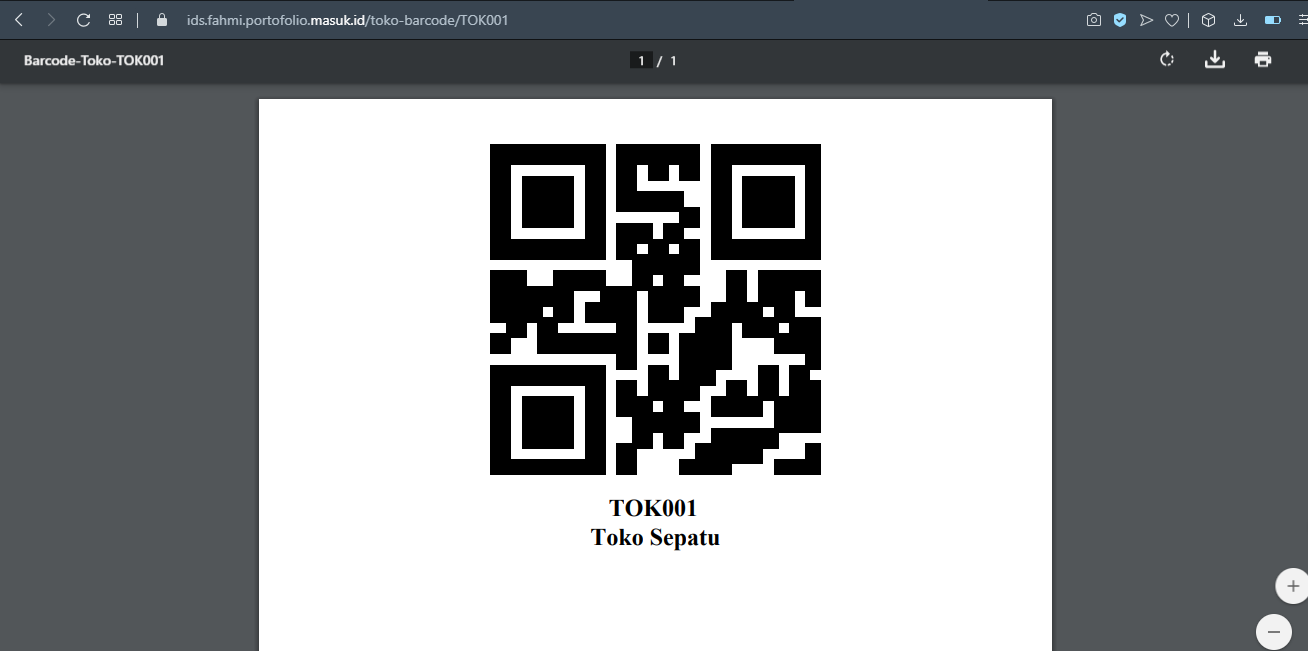 ids.fahmi.portofolio.masuk.id/toko-barcode/TOK001
Barcode-Toko-TOK001
1 / 1
TOK001
Toko Sepatu